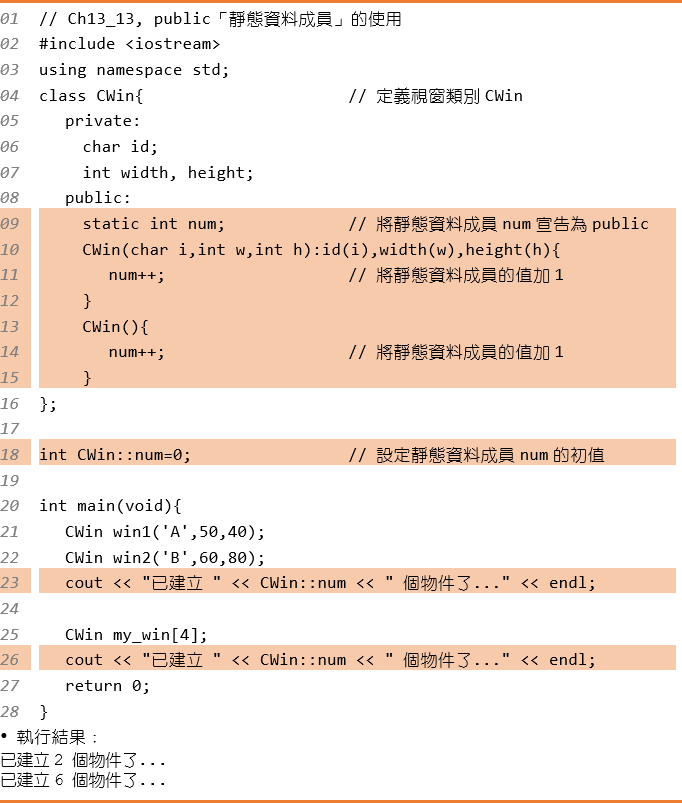 01 // Ch13_13, public「靜態資料成員」的使用
02 #include <iostream>
03 using namespace std;
04 class CWin{ // 定義視窗類別 CWin
05 private:
06 char id;
07 int width, height;
08 public:
09 static int num; // 將靜態資料成員 num 宣告為 public
10 CWin(char i,int w,int h):id(i),width(w),height(h){
11 num++; // 將靜態資料成員的值加 1
12 }
13 CWin(){
14 num++; // 將靜態資料成員的值加 1
15 }
16 };
17
18 int CWin::num=0; // 設定靜態資料成員 num 的初值
19
20 int main(void){
21 CWin win1('A',50,40);
22 CWin win2('B',60,80);
23 cout << "已建立 " << CWin::num << " 個物件了..." << endl;
24
25 CWin my_win[4];
26 cout << "已建立 " << CWin::num << " 個物件了..." << endl;
27 return 0;
28 }
• 執行結果：
已建立 2 個物件了...
已建立 6 個物件了...